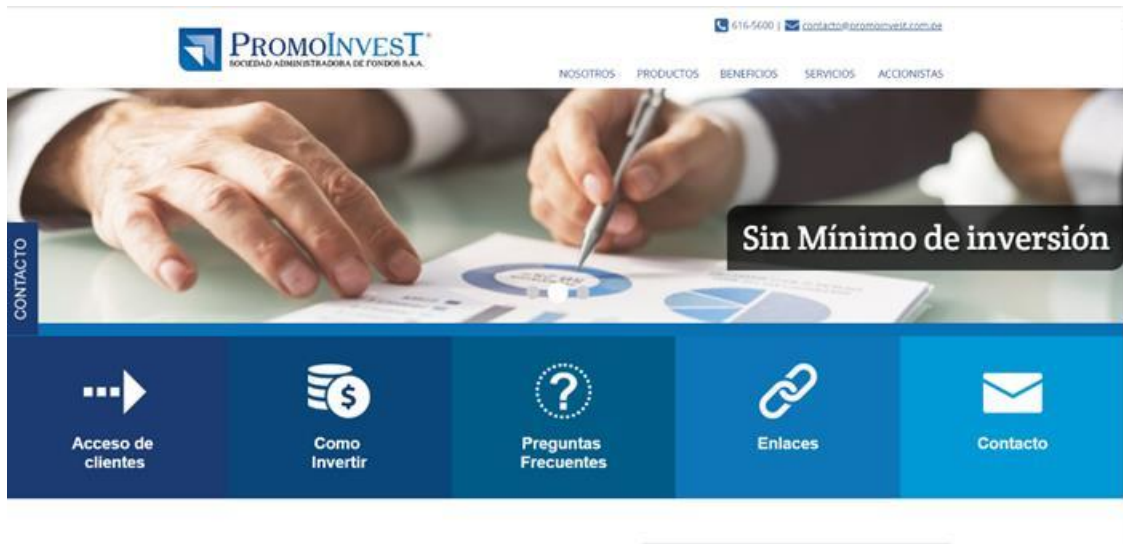 PROMOINVEST®
SOCIEDAD ADMINISTRADORA DE FONDOS S.A.A.
616-5600 | contacto@promoinvest.com.pe
NOSOTROS PRODUCTOS BENEFICIOS SERVICIOS ACCIONISTAS
CONTACTO
Sin Mínimo de inversión
Acceso de
clientes
Como
Invertir
Preguntas
Frecuentes
Enlaces
Contacto